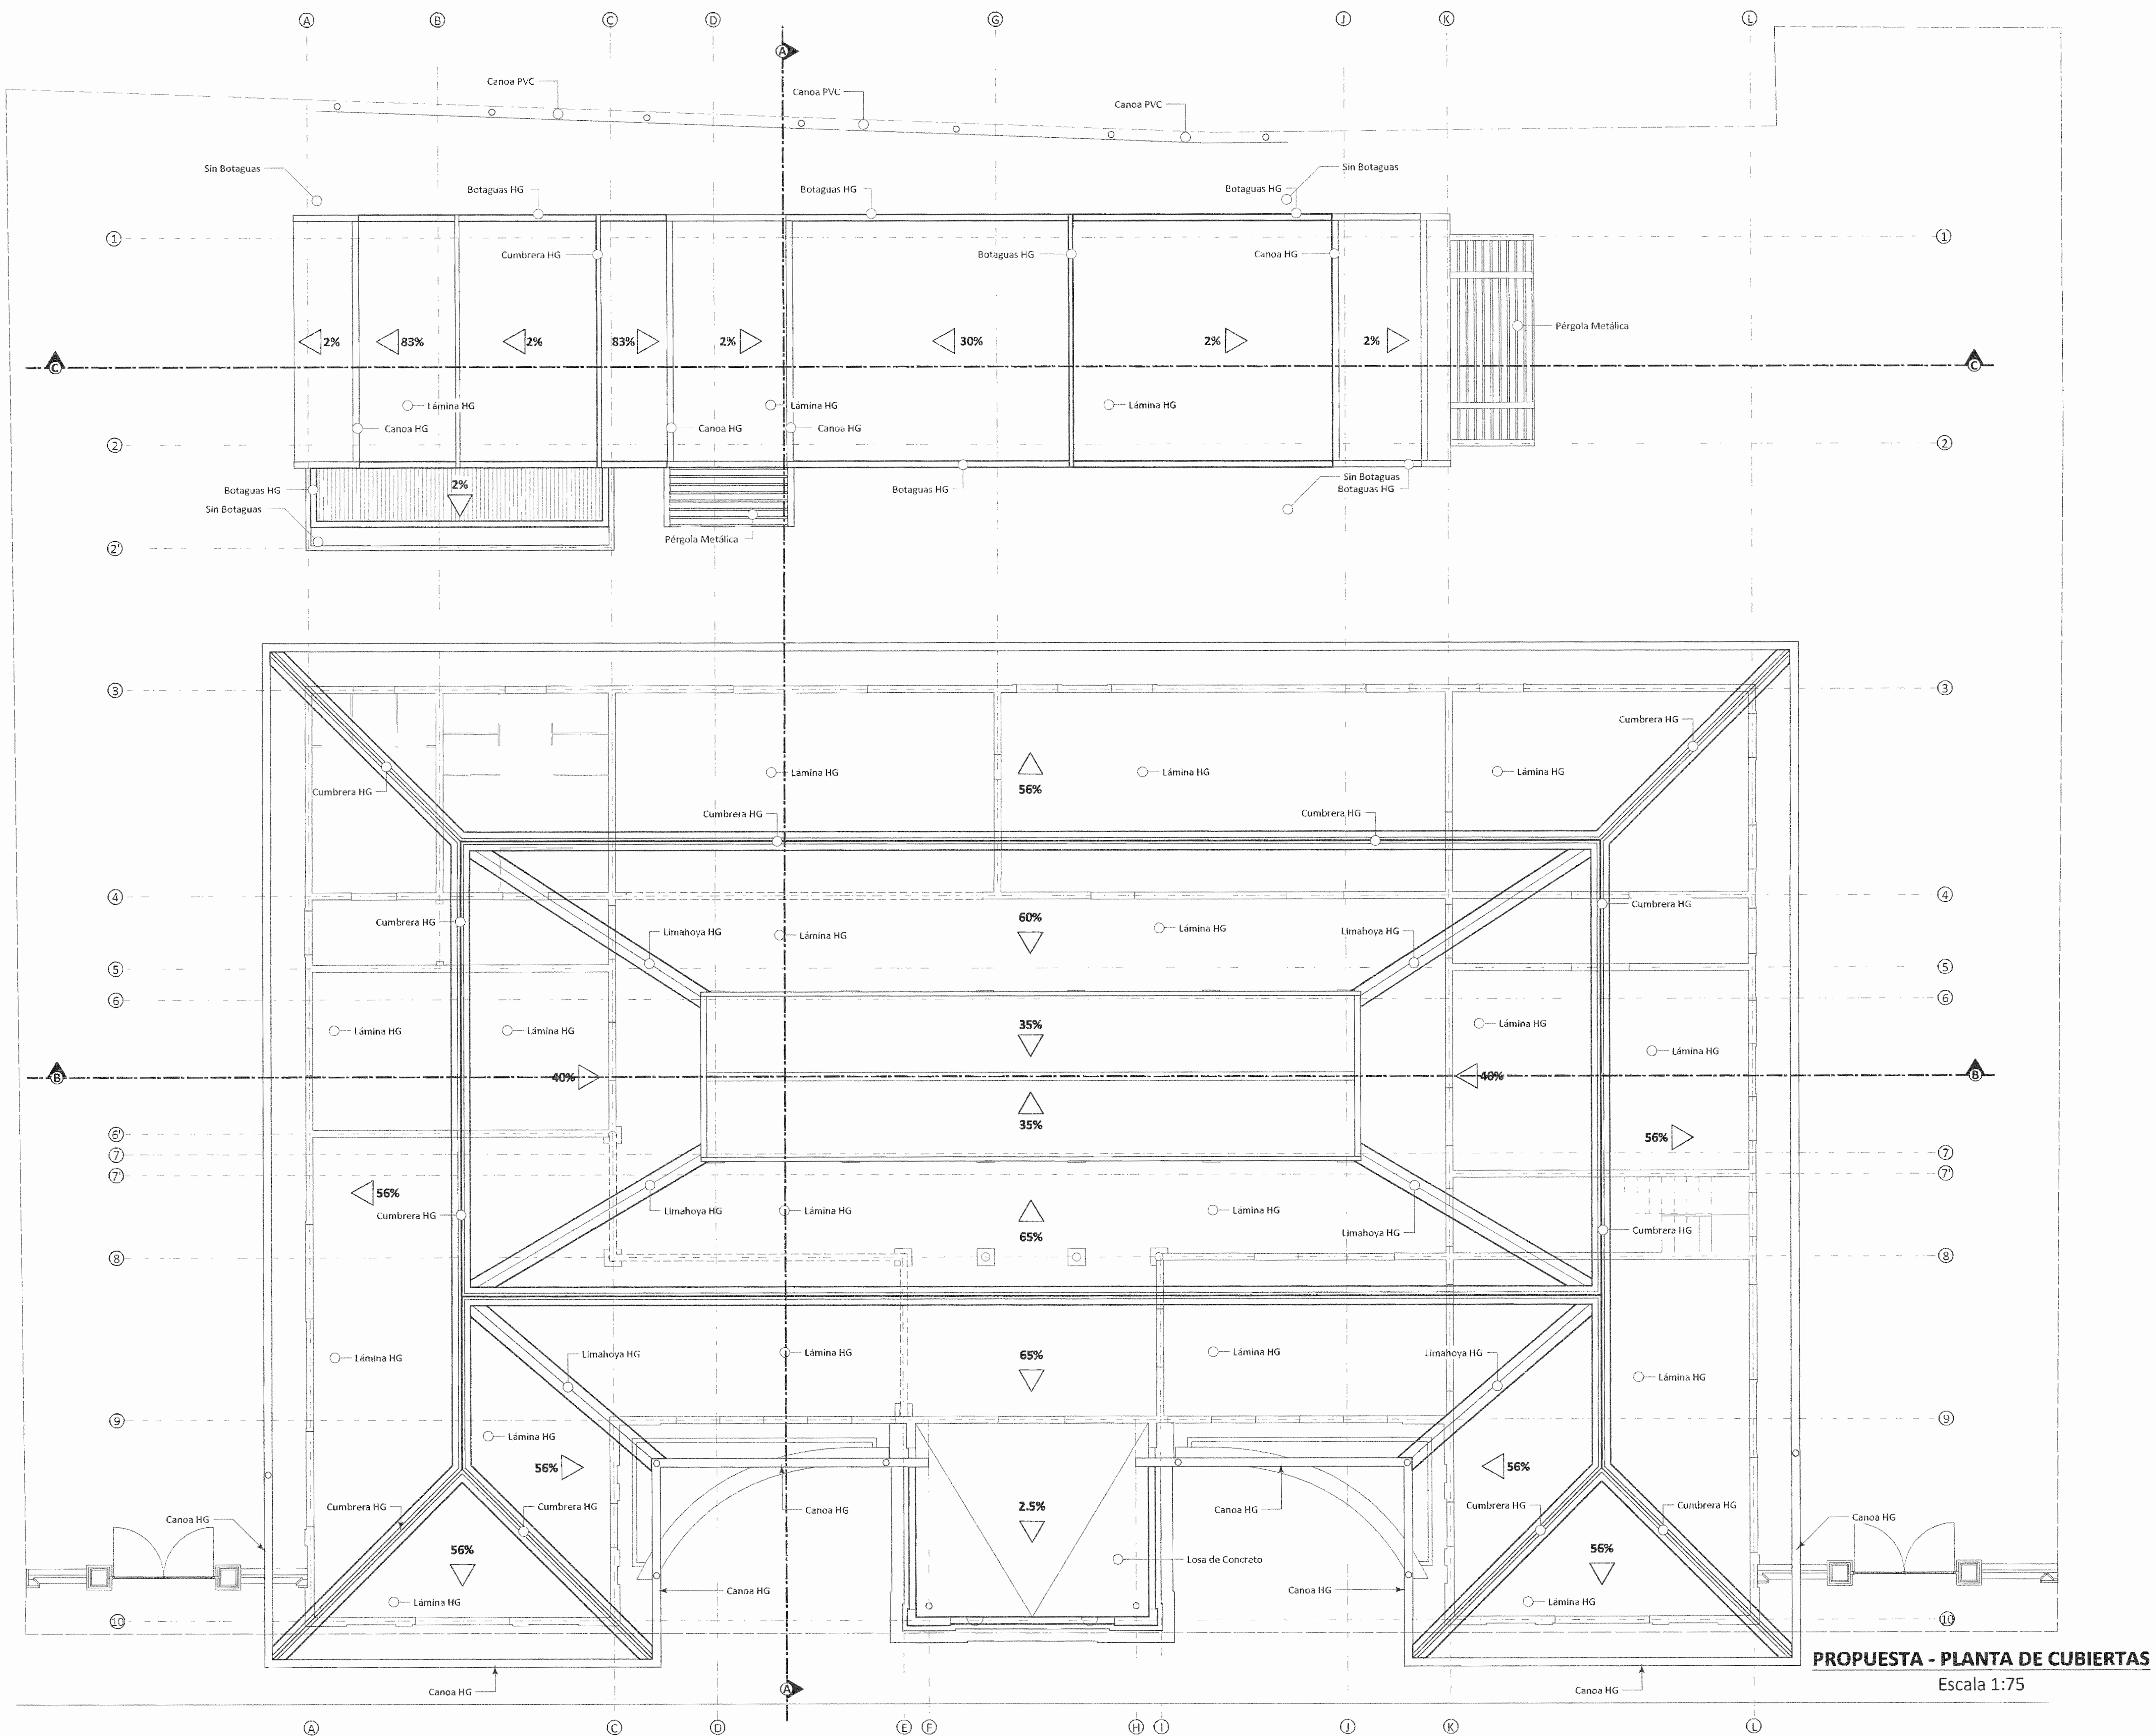 A B C D G J K L
A
Canoa PVC
Canoa PVC
Canoa PVC
Sin Botaguas
Sin Botaguas
Botaguas HG
Botaguas HG
Botaguas HG
1 1
Cumbrera HG
Botaguas HG
Canoa HG
Pérgola Metálica
2% 83% 2% 83% 2% 30% 2% 2%
C C
Lámina HG
Lámina HG
Lámina HG
Canoa HG
Canoa HG
Canoa HG
2 2
Botaguas HG
2%
Botaguas HG
Sin Botaguas
Botaguas HG
Sin Botaguas
Pérgola Metálica
2'
3 3
Cumbrera HG
Lámina HG
Lámina HG
Lámina HG
Cumbrera HG
56%
Cumbrera HG
Cumbrera HG
4 4
Cumbrera HG
Cumbrera HG
60%
Limahoya HG
Lámina HG
Lámina HG
Limahoya HG
5 5
6 6
Lámina HG
Lámina HG
35%
Lámina HG
Lámina HG
B 40% 40% B
35%
6'
56%
7 7
7' 7'
56%
Cumbrera HG
Limahoya HG
Lámina HG
Lámina HG
65%
Limahoya HG
Cumbrera HG
8 8
Lámina HG
Limahoya HG
Lámina HG
65%
Lámina HG
Limahoya HG
Lámina HG
9 9
Lámina HG
56%
56%
Cumbrera HG
Cumbrera HG
Canoa HG
2.5%
Canoa HG
Cumbrera HG
Cumbrera HG
Canoa HG
Canoa HG
56%
56%
Losa de Concreto
Canoa HG
Canoa HG
Lámina HG
Lámina HG
10 10
Canoa HG
Canoa HG
A
PROPUESTA - PLANTA DE CUBIERTAS
Escala 1:75
A C D E F H I J K L